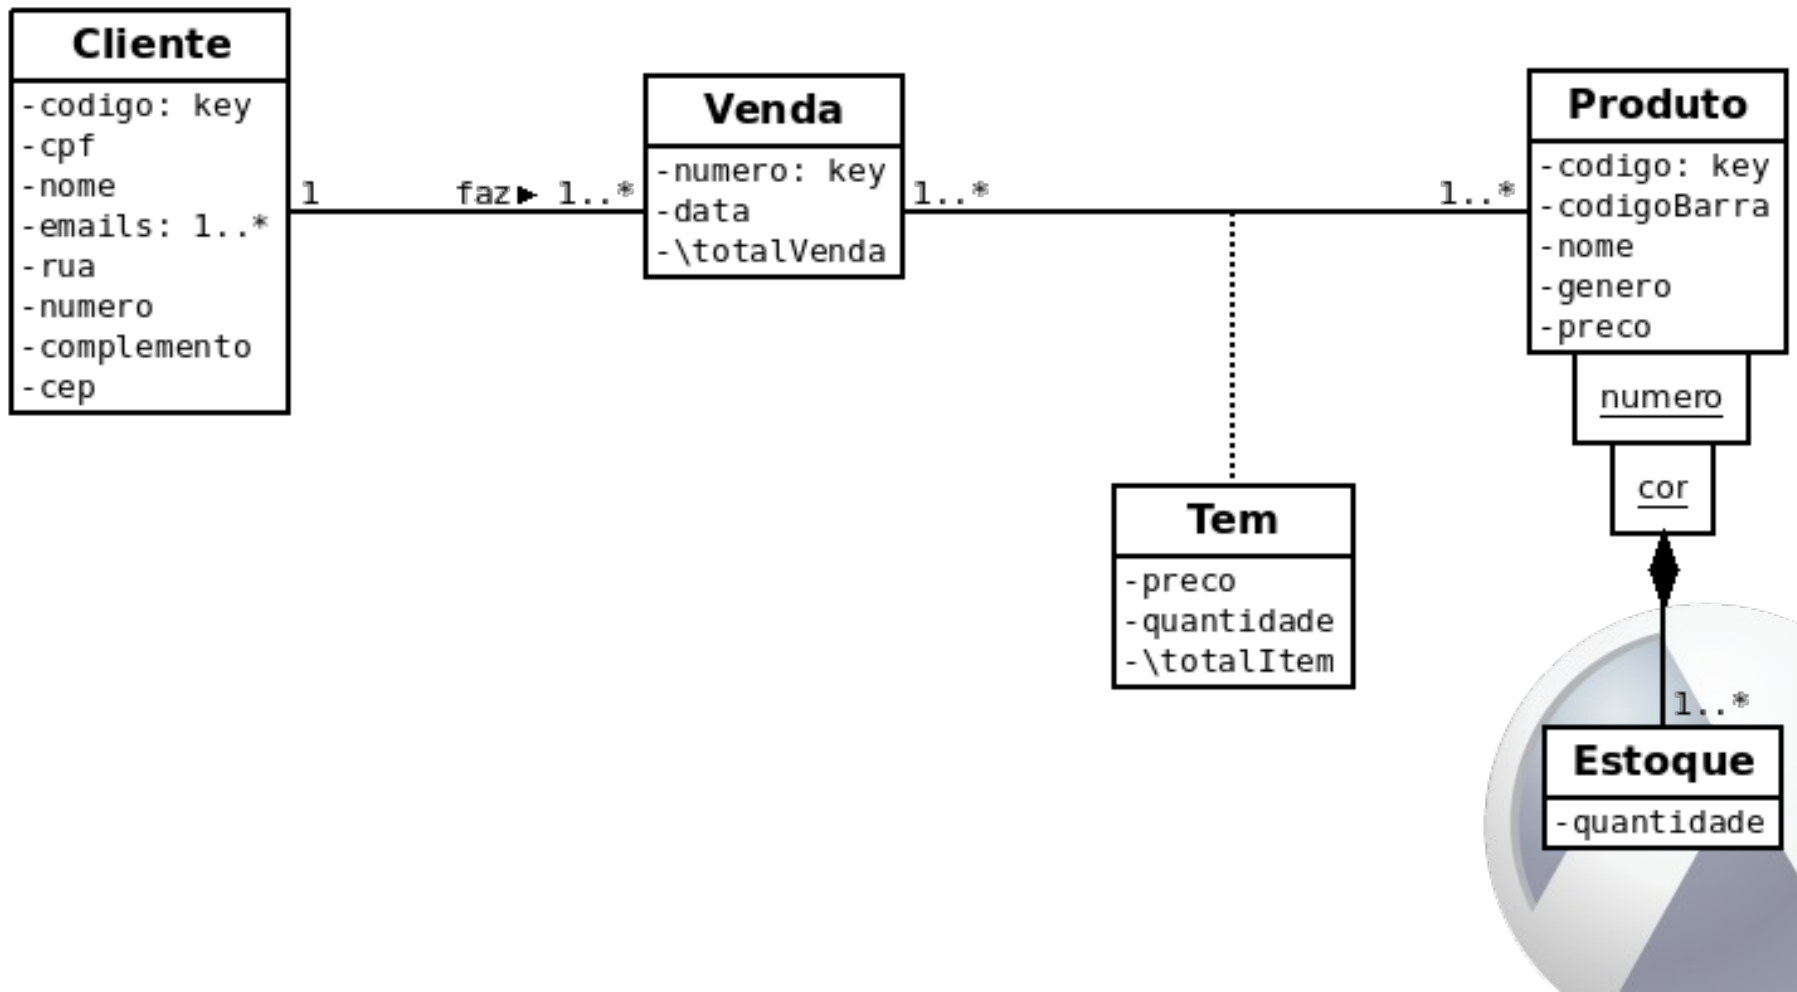 Cliente
-codigo: key
-cpf
-nome
-emails: 1..*
-rua
-numero
-complemento
-cep
1
faz► 1..*
Venda
-numero: key
-data
-\totalVenda
1..*
1..*
Produto
-codigo: key
-codigoBarra
-nome
-genero
-preco
numero
cor
Tem
-preco
-quantidade
-\totalItem
1..*
Estoque
-quantidade